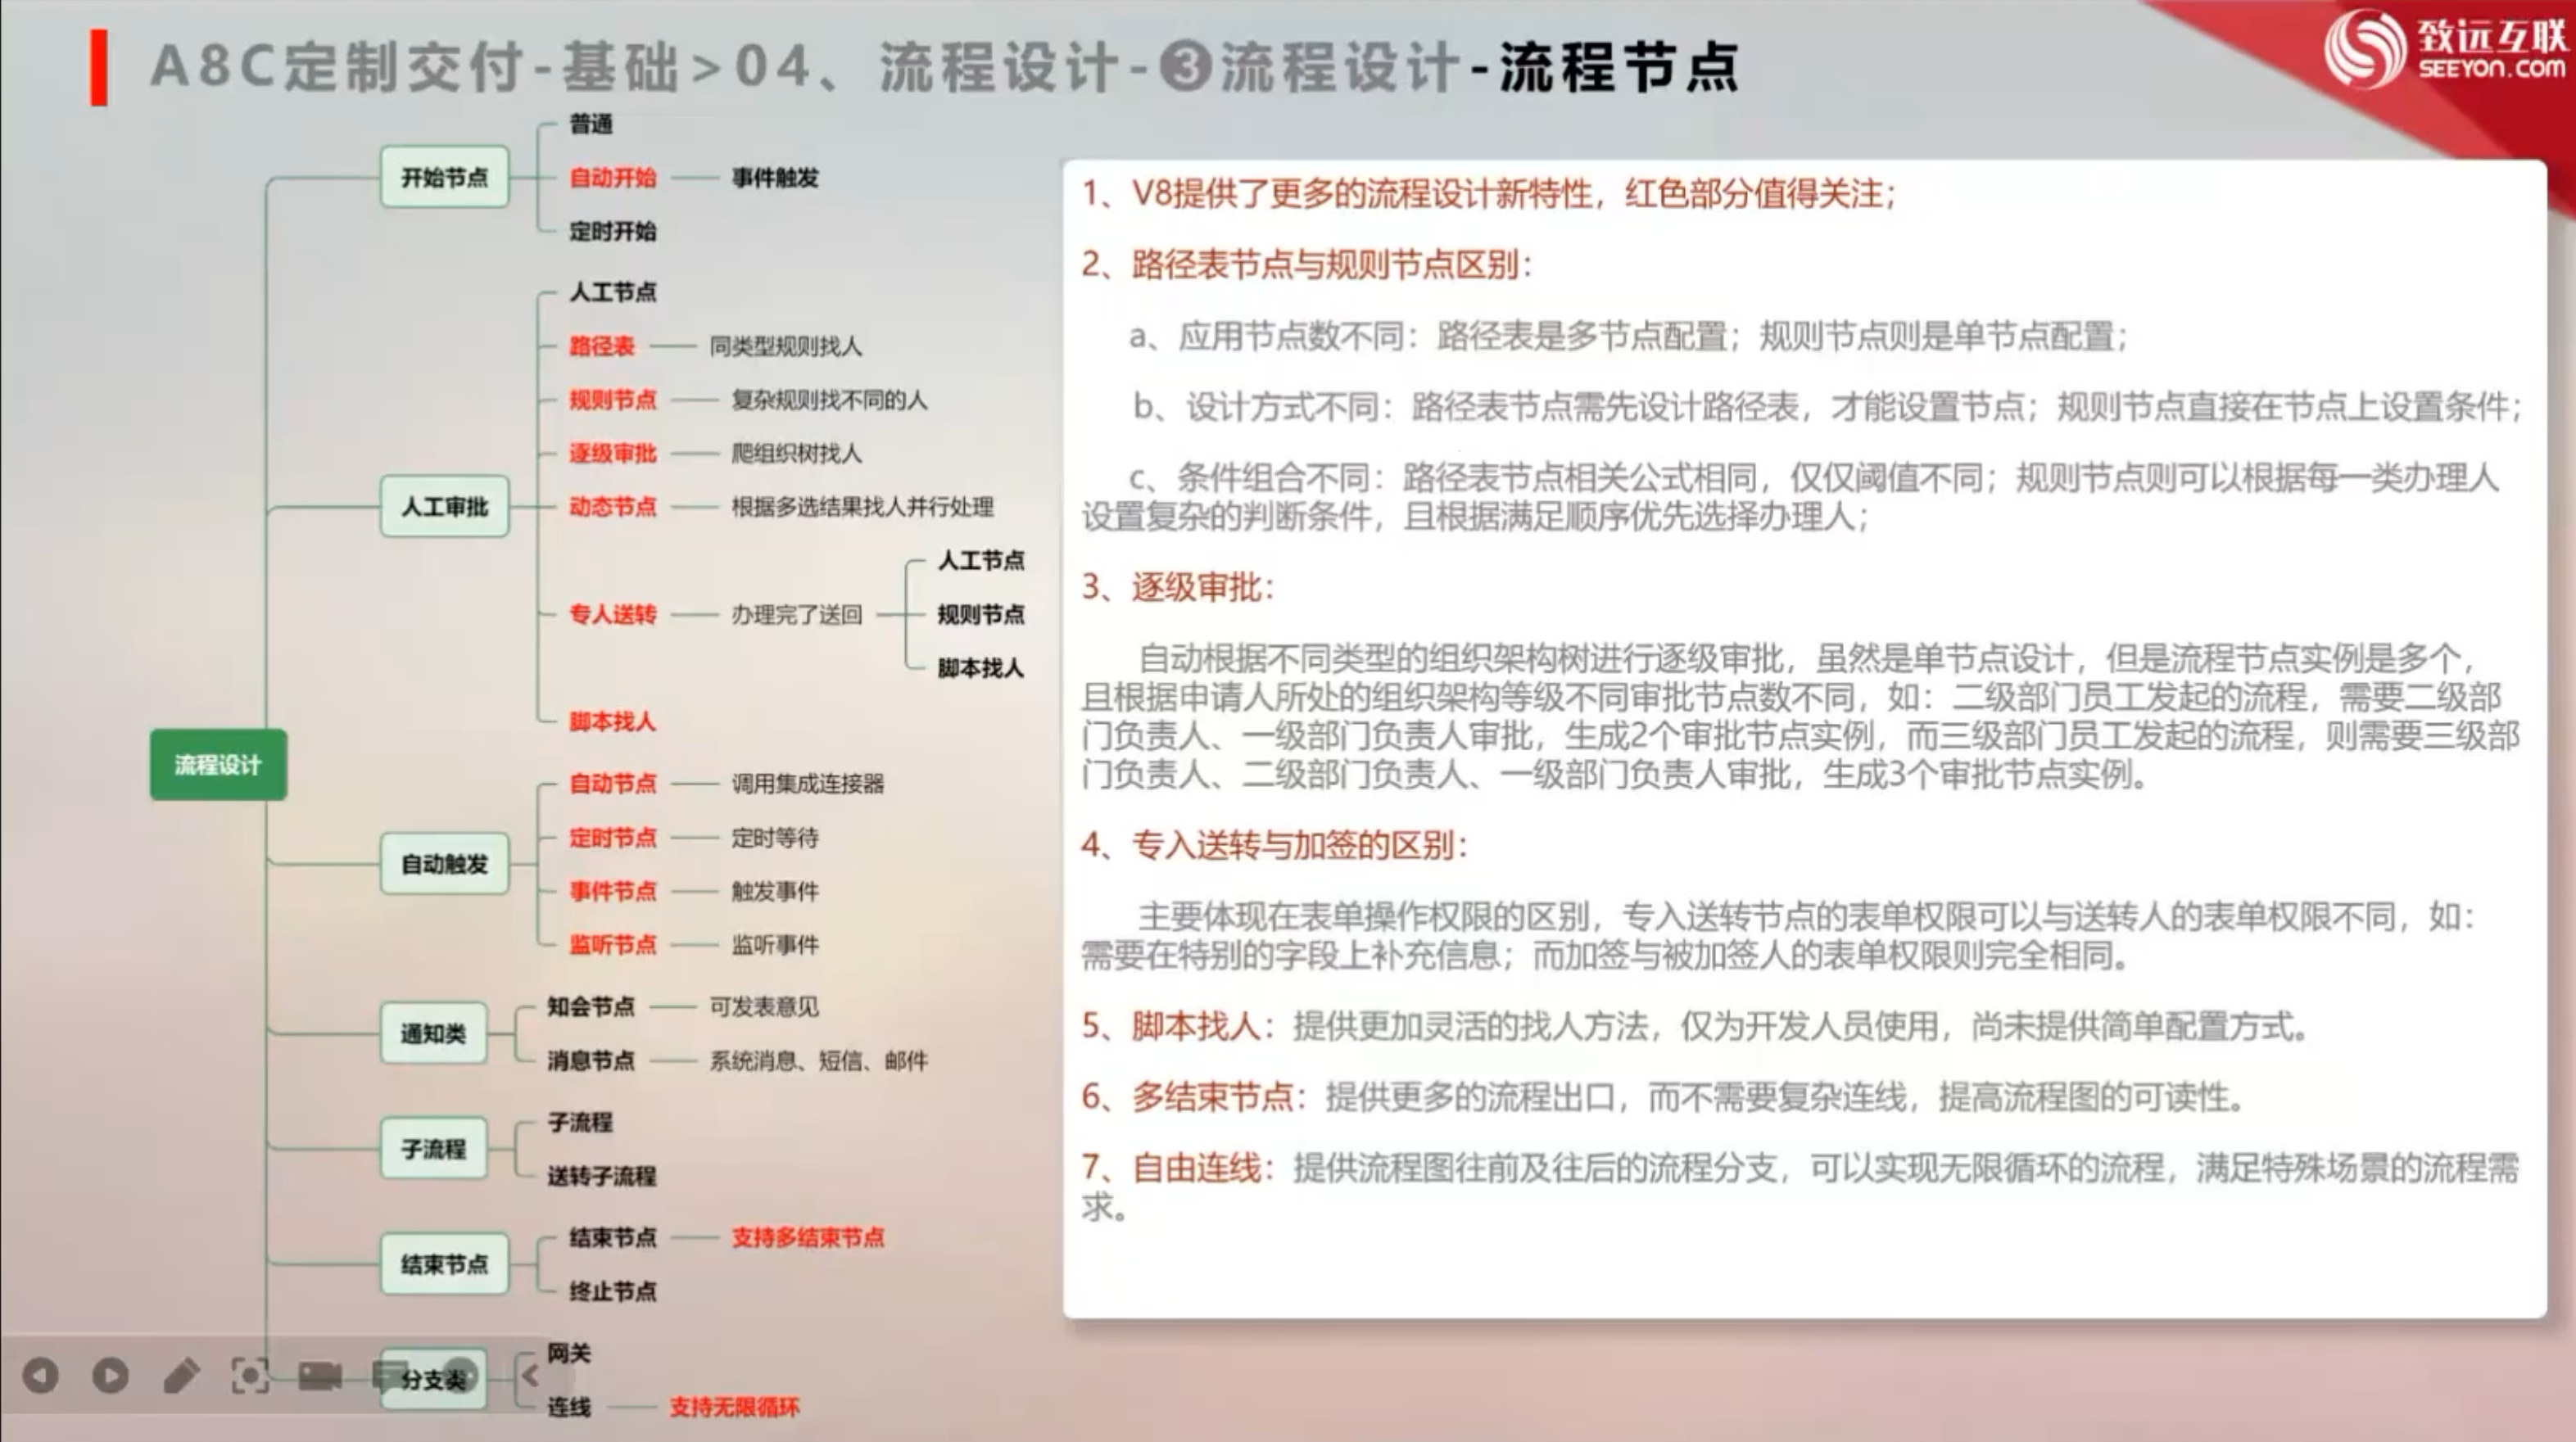 A8C定制交付-基础>04、流程设计-❸流程设计-流程节点
致远互联
SEEYON.COM
流程设计
开始节点
普通
自动开始
事件触发
定时开始
人工审批
人工节点
路径表
同类型规则找人
规则节点
复杂规则找不同的人
逐级审批
爬组织树找人
动态节点
根据多选结果找人并行处理
专人送转
办理完了送回
人工节点
规则节点
脚本找人
脚本找人
自动触发
自动节点
调用集成连接器
定时节点
定时等待
事件节点
触发事件
监听节点
监听事件
通知类
知会节点
可发表意见
消息节点
系统消息、短信、邮件
子流程
子流程
送转子流程
结束节点
结束节点
支持多结束节点
终止节点
分支类
网关
连线
支持无限循环
1、V8提供了更多的流程设计新特性，红色部分值得关注；
2、路径表节点与规则节点区别：
a、应用节点数不同：路径表是多节点配置；规则节点则是单节点配置；
b、设计方式不同：路径表节点需先设计路径表，才能设置节点；规则节点直接在节点上设置条件；
c、条件组合不同：路径表节点相关公式相同，仅仅阈值不同；规则节点则可以根据每一类办理人
设置复杂的判断条件，且根据满足顺序优先选择办理人；
3、逐级审批：
自动根据不同类型的组织架构树进行逐级审批，虽然是单节点设计，但是流程节点实例是多个，
且根据申请人所处的组织架构等级不同审批节点数不同，如：二级部门员工发起的流程，需要二级部
门负责人、一级部门负责人审批，生成2个审批节点实例，而三级部门员工发起的流程，则需要三级部
门负责人、二级部门负责人、一级部门负责人审批，生成3个审批节点实例。
4、专入送转与加签的区别：
主要体现在表单操作权限的区别，专入送转节点的表单权限可以与送转人的表单权限不同，如：
需要在特别的字段上补充信息；而加签与被加签人的表单权限则完全相同。
5、脚本找人：提供更加灵活的找人方法，仅为开发人员使用，尚未提供简单配置方式。
6、多结束节点：提供更多的流程出口，而不需要复杂连线，提高流程图的可读性。
7、自由连线：提供流程图往前及往后的流程分支，可以实现无限循环的流程，满足特殊场景的流程需
求。